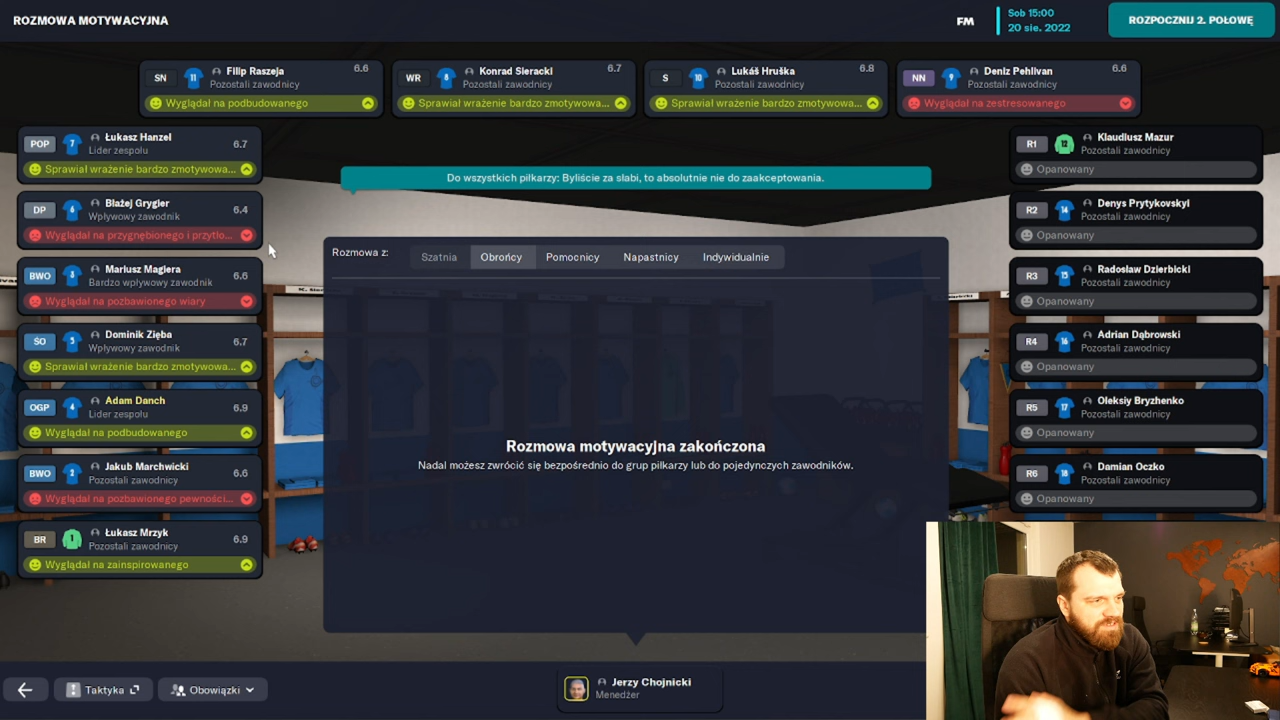 ROZMOWA MOTYWACYJNA
FM
Sob 15:00
20 sie. 2022
ROZPOCZNIJ 2. POŁOWĘ
SN 11 Filip Raszeja 6.6
Pozostali zawodnicy
Wyglądał na podbudowanego
WR 8 Konrad Sieracki 6.7
Pozostali zawodnicy
Sprawiał wrażenie bardzo zmotywowa...
S 10 Lukáš Hruška 6.8
Pozostali zawodnicy
Sprawiał wrażenie bardzo zmotywowa...
NN 9 Deniz Pehlivan 6.6
Pozostali zawodnicy
Wyglądał na zestresowanego
POP 7 Łukasz Hanzel 6.7
Lider zespołu
Sprawiał wrażenie bardzo zmotywowa...
DP 6 Błażej Grygier 6.4
Wpływowy zawodnik
Wyglądał na przygnębionego i przytło...
BWO 3 Mariusz Magiera 6.6
Bardzo wpływowy zawodnik
Wyglądał na pozbawionego wiary
ŚO 5 Dominik Zięba 6.7
Wpływowy zawodnik
Sprawiał wrażenie bardzo zmotywowa...
OGP 4 Adam Danch 6.9
Lider zespołu
Wyglądał na podbudowanego
BWO 2 Jakub Marchwicki 6.6
Pozostali zawodnicy
Wyglądał na pozbawionego pewności...
BR 1 Łukasz Mrzyk 6.9
Pozostali zawodnicy
Wyglądał na zainspirowanego
Do wszystkich piłkarzy: Byliście za słabi, to absolutnie nie do zaakceptowania.
Rozmowa z: Szatnia Obrońcy Pomocnicy Napastnicy Indywidualnie
Rozmowa motywacyjna zakończona
Nadal możesz zwrócić się bezpośrednio do grup piłkarzy lub do pojedynczych zawodników.
R1 12 Klaudiusz Mazur
Pozostali zawodnicy
Opanowany
R2 14 Denys Prytykovskyi
Pozostali zawodnicy
Opanowany
R3 15 Radosław Dzierbicki
Pozostali zawodnicy
Opanowany
R4 16 Adrian Dąbrowski
Pozostali zawodnicy
Opanowany
R5 17 Oleksiy Bryzhenko
Pozostali zawodnicy
Opanowany
R6 18 Damian Oczko
Pozostali zawodnicy
Opanowany
Taktyka
Obowiązki
Jerzy Chojnicki
Menedżer